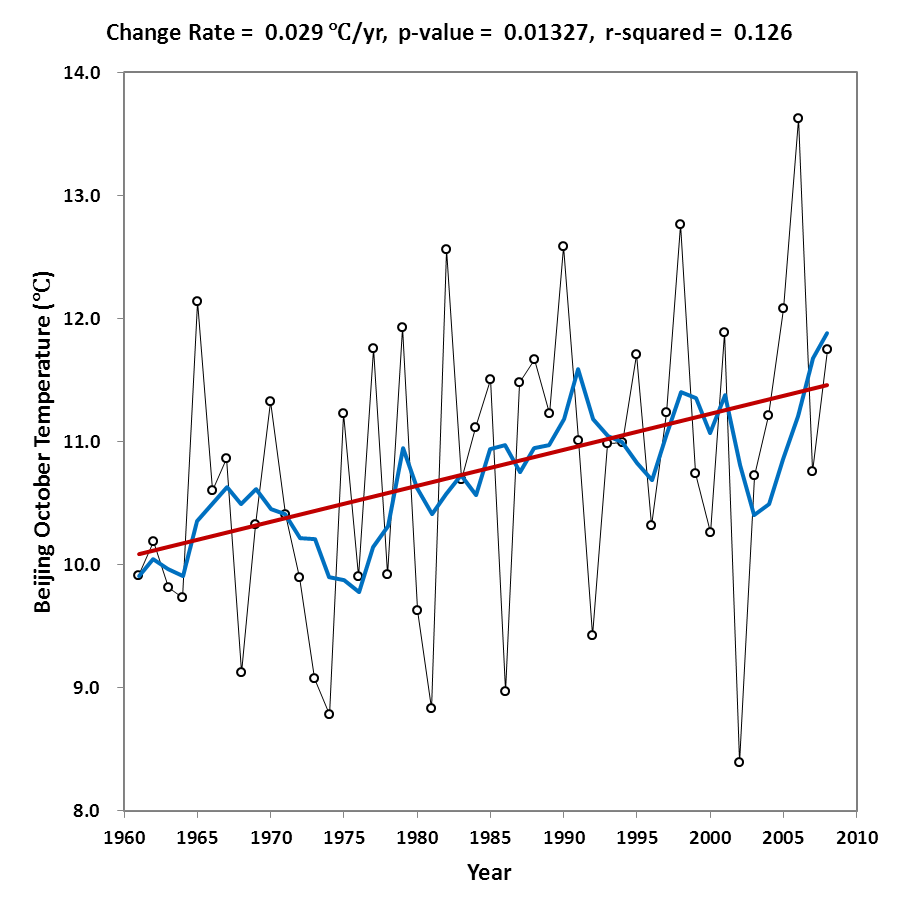 Change Rate = 0.029 ℃/yr, p-value = 0.01327, r-squared = 0.126
14.0
13.0
12.0
11.0
10.0
9.0
8.0
Beijing October Temperature (℃)
1960 1965 1970 1975 1980 1985 1990 1995 2000 2005 2010
Year